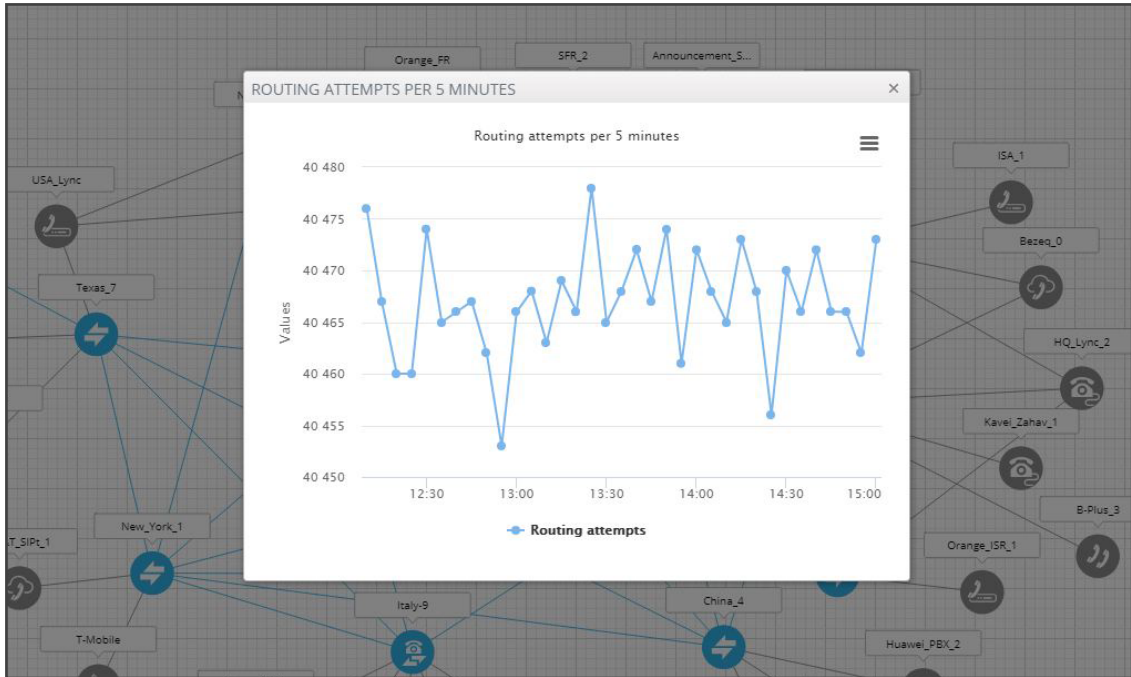 Orange_FR
SFR_2
Announcement_S...
N
ROUTING ATTEMPTS PER 5 MINUTES
Routing attempts per 5 minutes
40 480
40 475
40 470
40 465
40 460
40 455
40 450
Values
12:30
13:00
13:30
14:00
14:30
15:00
Routing attempts
USA_Lync
ISA_1
Bezeq_0
Texas_7
HQ_Lync_2
Kavei_Zahav_1
B-Plus_3
New_York_1
T_SIPt_1
Orange_ISR_1
Italy-9
China_4
T-Mobile
Huawei_PBX_2